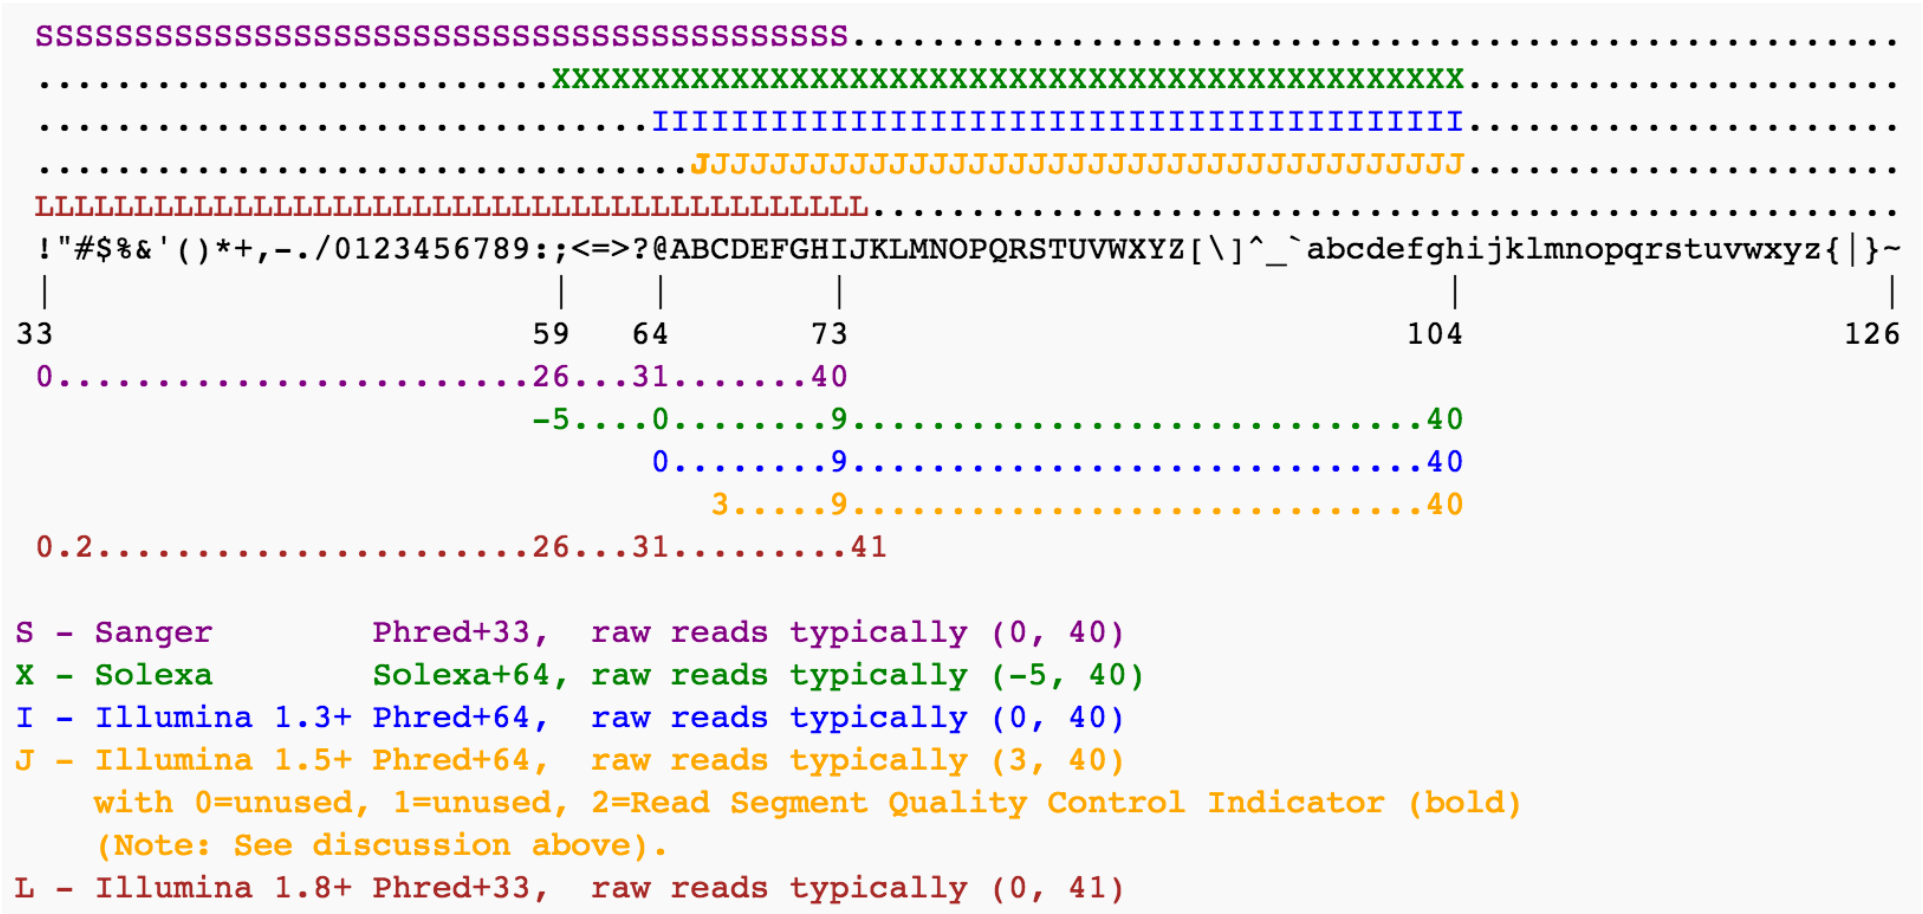 SSSSSSSSSSSSSSSSSSSSSSSSSSSSSSSSSSSSSSSSS.....................................................
..........................XXXXXXXXXXXXXXXXXXXXXXXXXXXXXXXXXXXXXXXXXXXXXX......................
...............................IIIIIIIIIIIIIIIIIIIIIIIIIIIIIIIIIIIIIIIII......................
.................................JJJJJJJJJJJJJJJJJJJJJJJJJJJJJJJJJJJJJJJ......................
LLLLLLLLLLLLLLLLLLLLLLLLLLLLLLLLLLLLLLLLLL....................................................
!"#$%&'()*+,-./0123456789:;<=>?@ABCDEFGHIJKLMNOPQRSTUVWXYZ[\]^_`abcdefghijklmnopqrstuvwxyz{|}~
| | | | | |
33 59 64 73 104 126
0........................26...31.......40
-5....0........9.............................40
0........9.............................40
3.....9.............................40
0.2......................26...31.........41
S - Sanger Phred+33, raw reads typically (0, 40)
X - Solexa Solexa+64, raw reads typically (-5, 40)
I - Illumina 1.3+ Phred+64, raw reads typically (0, 40)
J - Illumina 1.5+ Phred+64, raw reads typically (3, 40)
with 0=unused, 1=unused, 2=Read Segment Quality Control Indicator (bold)
(Note: See discussion above).
L - Illumina 1.8+ Phred+33, raw reads typically (0, 41)